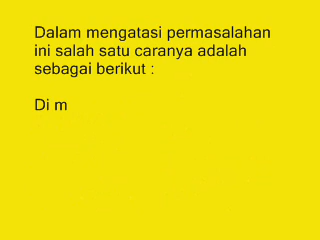 Dalam mengatasi permasalahan
ini salah satu caranya adalah
sebagai berikut :
Di m